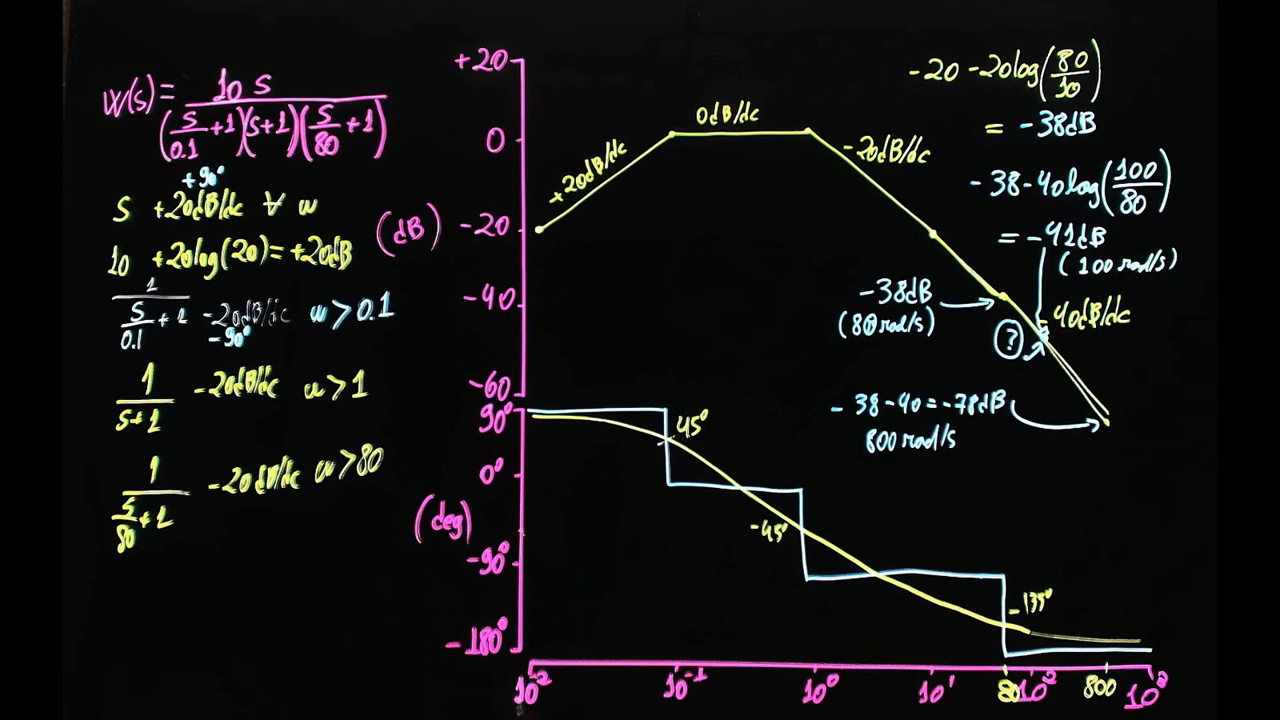 W(s) = 10 s / (s/0.1 + 1)(s+1)(s/80 + 1)
+90°
s +20dB/dc ∀ w
10 +20log(20) = +20dB
1 / (s/0.1 + 1) -20dB/dc w > 0.1
-90°
1 / (s+1) -20dB/dc w > 1
1 / (s/80 + 1) -20dB/dc w > 80
+20
0
-20
-40
-60
(dB)
+20dB/dc
0dB/dc
-20dB/dc
-40dB/dc
-20 - 20log(80/10)
= -38dB
-38 - 40log(100/80)
= -41dB
(100 rad/s)
-38dB
(80 rad/s)
?
-38 - 40 = -78dB
800 rad/s
90°
0°
-90°
-180°
(deg)
45°
-45°
-135°
10^-2 10^-1 10^0 10^1 80 10^2 800 10^3